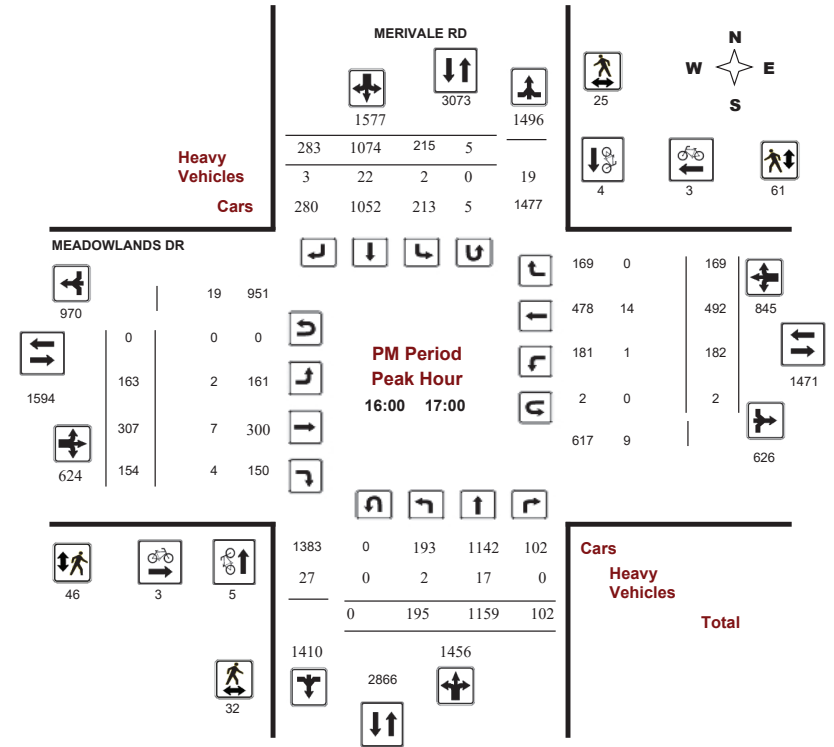 MERIVALE RD
N
W E
S
3073
25
1577 1496
283 1074 215 5
Heavy
Vehicles
3 22 2 0 19
Cars
280 1052 213 5 1477
4 3 61
MEADOWLANDS DR
970
19 951
0 0 0
163 2 161
307 7 300
154 4 150
1594
624
PM Period
Peak Hour
16:00 17:00
169 0 169
478 14 492
181 1 182
2 0 2
617 9
845
1471
626
46 3 5
32
1383 0 193 1142 102
27 0 2 17 0
0 195 1159 102
Cars
Heavy
Vehicles
Total
1410 1456
2866